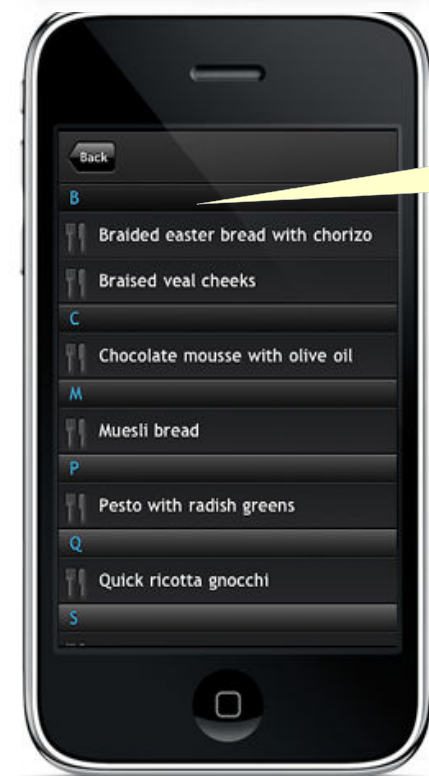 Back
B
Braided easter bread with chorizo
Braised veal cheeks
C
Chocolate mousse with olive oil
M
Muesli bread
P
Pesto with radish greens
Q
Quick ricotta gnocchi
S